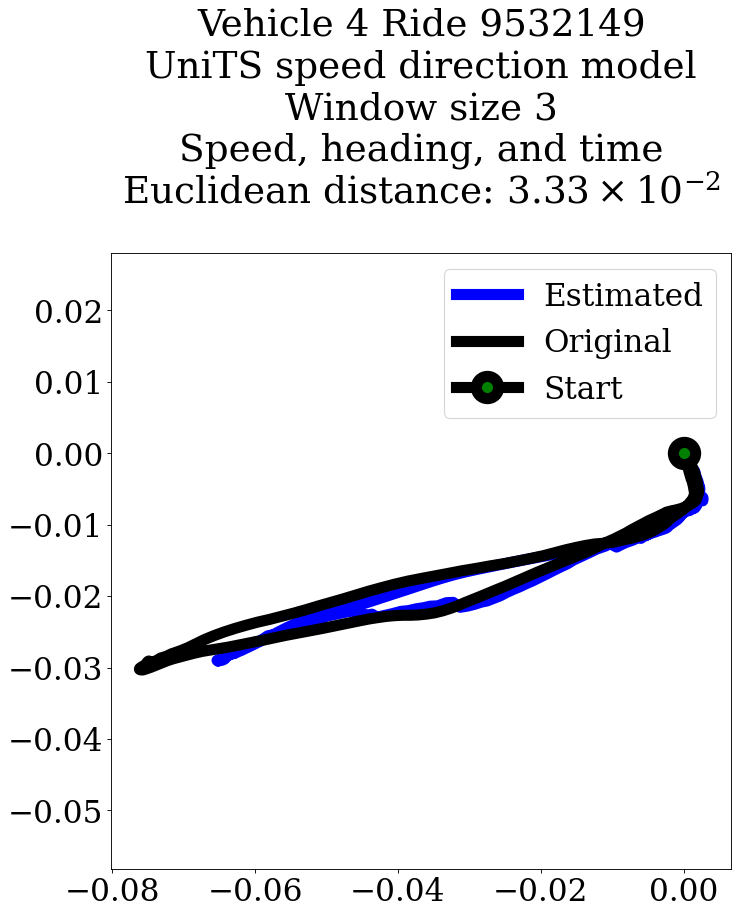 Vehicle 4 Ride 9532149
UniTS speed direction model
Window size 3
Speed, heading, and time
Euclidean distance: 3.33 × 10⁻²
Estimated
Original
Start
0.02
0.01
0.00
−0.01
−0.02
−0.03
−0.04
−0.05
−0.08 −0.06 −0.04 −0.02 0.00